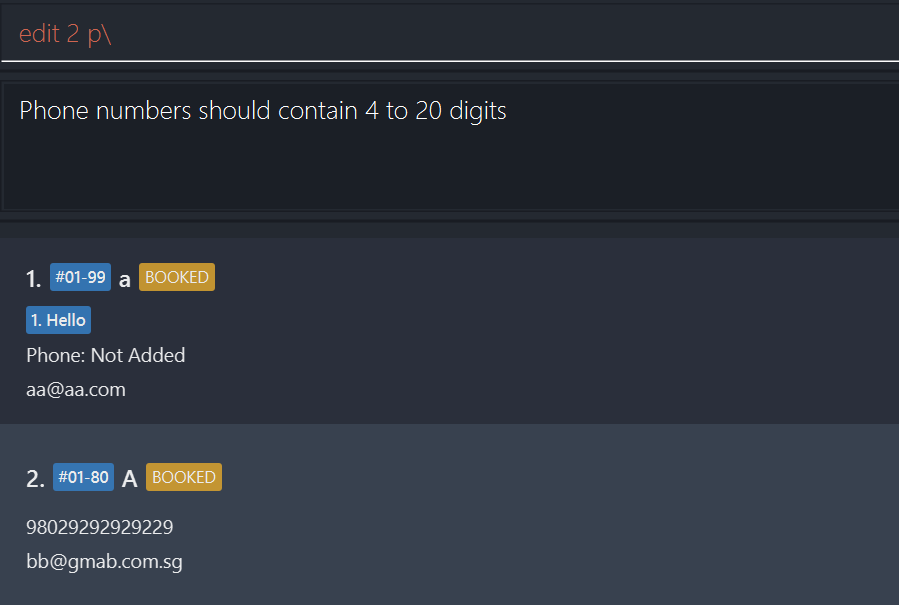 edit 2 p\
Phone numbers should contain 4 to 20 digits
1. #01-99 a BOOKED
1. Hello
Phone: Not Added
aa@aa.com
2. #01-80 A BOOKED
98029292929229
bb@gmab.com.sg